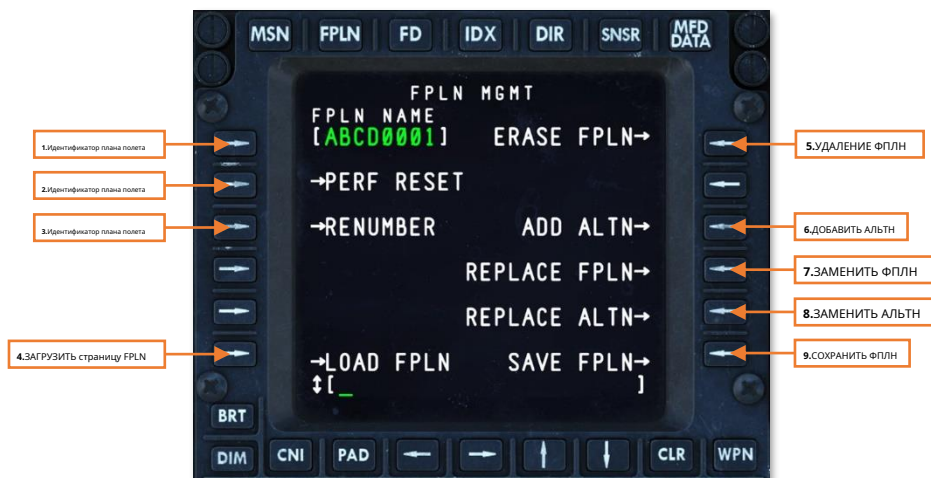 MSN FPLN FD IDX DIR SNSR MFD DATA
FPLN MGMT
FPLN NAME
[ABCD0001] ERASE FPLN→
→PERF RESET
→RENUMBER ADD ALTN→
REPLACE FPLN→
REPLACE ALTN→
→LOAD FPLN SAVE FPLN→
↕[_ ]
BRT
DIM CNI PAD ← → ↑ ↓ CLR WPN
1.Идентификатор плана полета
2.Идентификатор плана полета
3.Идентификатор плана полета
4.ЗАГРУЗИТЬ страницу FPLN
5.УДАЛЕНИЕ ФПЛН
6.ДОБАВИТЬ АЛЬТН
7.ЗАМЕНИТЬ ФПЛН
8.ЗАМЕНИТЬ АЛЬТН
9.СОХРАНИТЬ ФПЛН